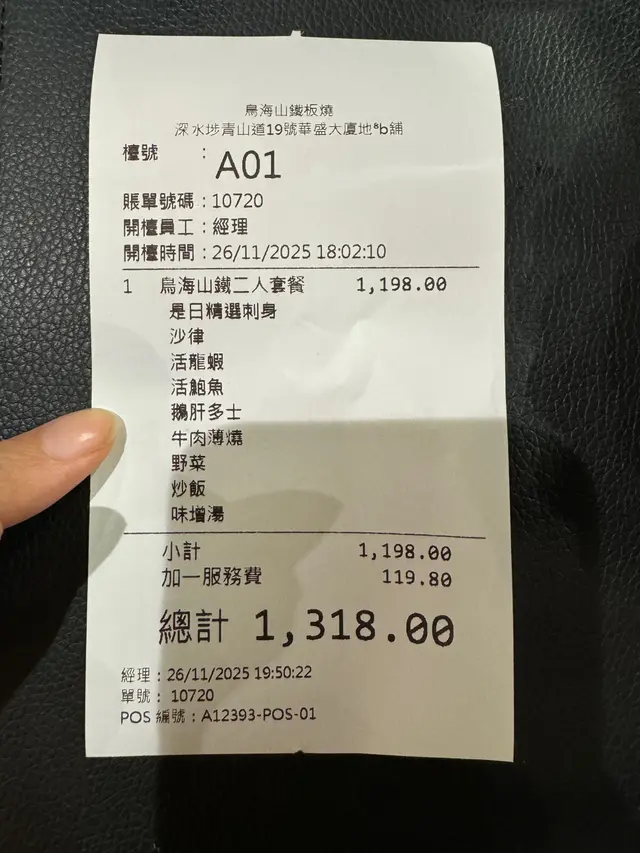 鳥海山鐵板燒
深水埗青山道19號華盛大廈地ªb舖
檯號 : A01
賬單號碼 : 10720
開檯員工 : 經理
開檯時間 : 26/11/2025 18:02:10
1 鳥海山鐵二人套餐 1,198.00
是日精選刺身
沙律
活龍蝦
活鮑魚
鵝肝多士
牛肉薄燒
野菜
炒飯
味增湯
小計 1,198.00
加一服務費 119.80
總計 1,318.00
經理 : 26/11/2025 19:50:22
單號 : 10720
POS 編號 : A12393-POS-01